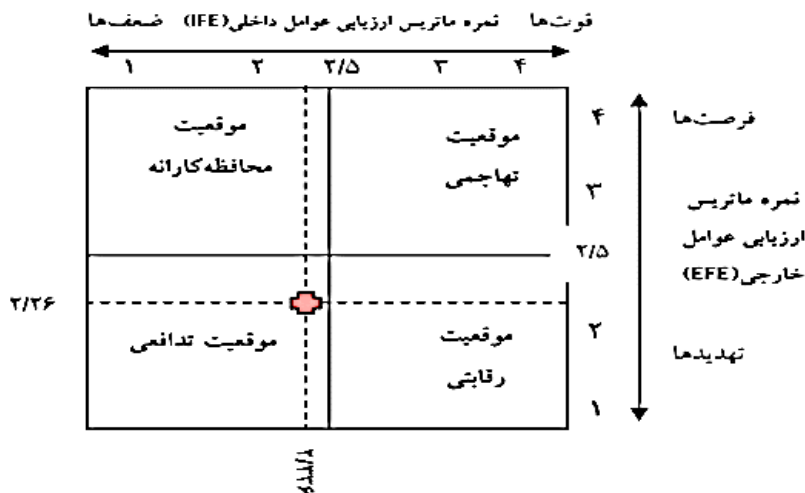 قوت‌ها نمره ماتریس ارزیابی عوامل داخلی(IFE) ضعف‌ها
۱ ۲ ۲/۵ ۳ ۴
موقعیت
تهاجمی
موقعیت
محافظه‌کارانه
موقعیت
رقابتی
موقعیت تدافعی
۴
۳
۲/۵
۲
۱
فرصت‌ها
نمره ماتریس
ارزیابی عوامل
خارجی(EFE)
تهدیدها
۲/۲۶